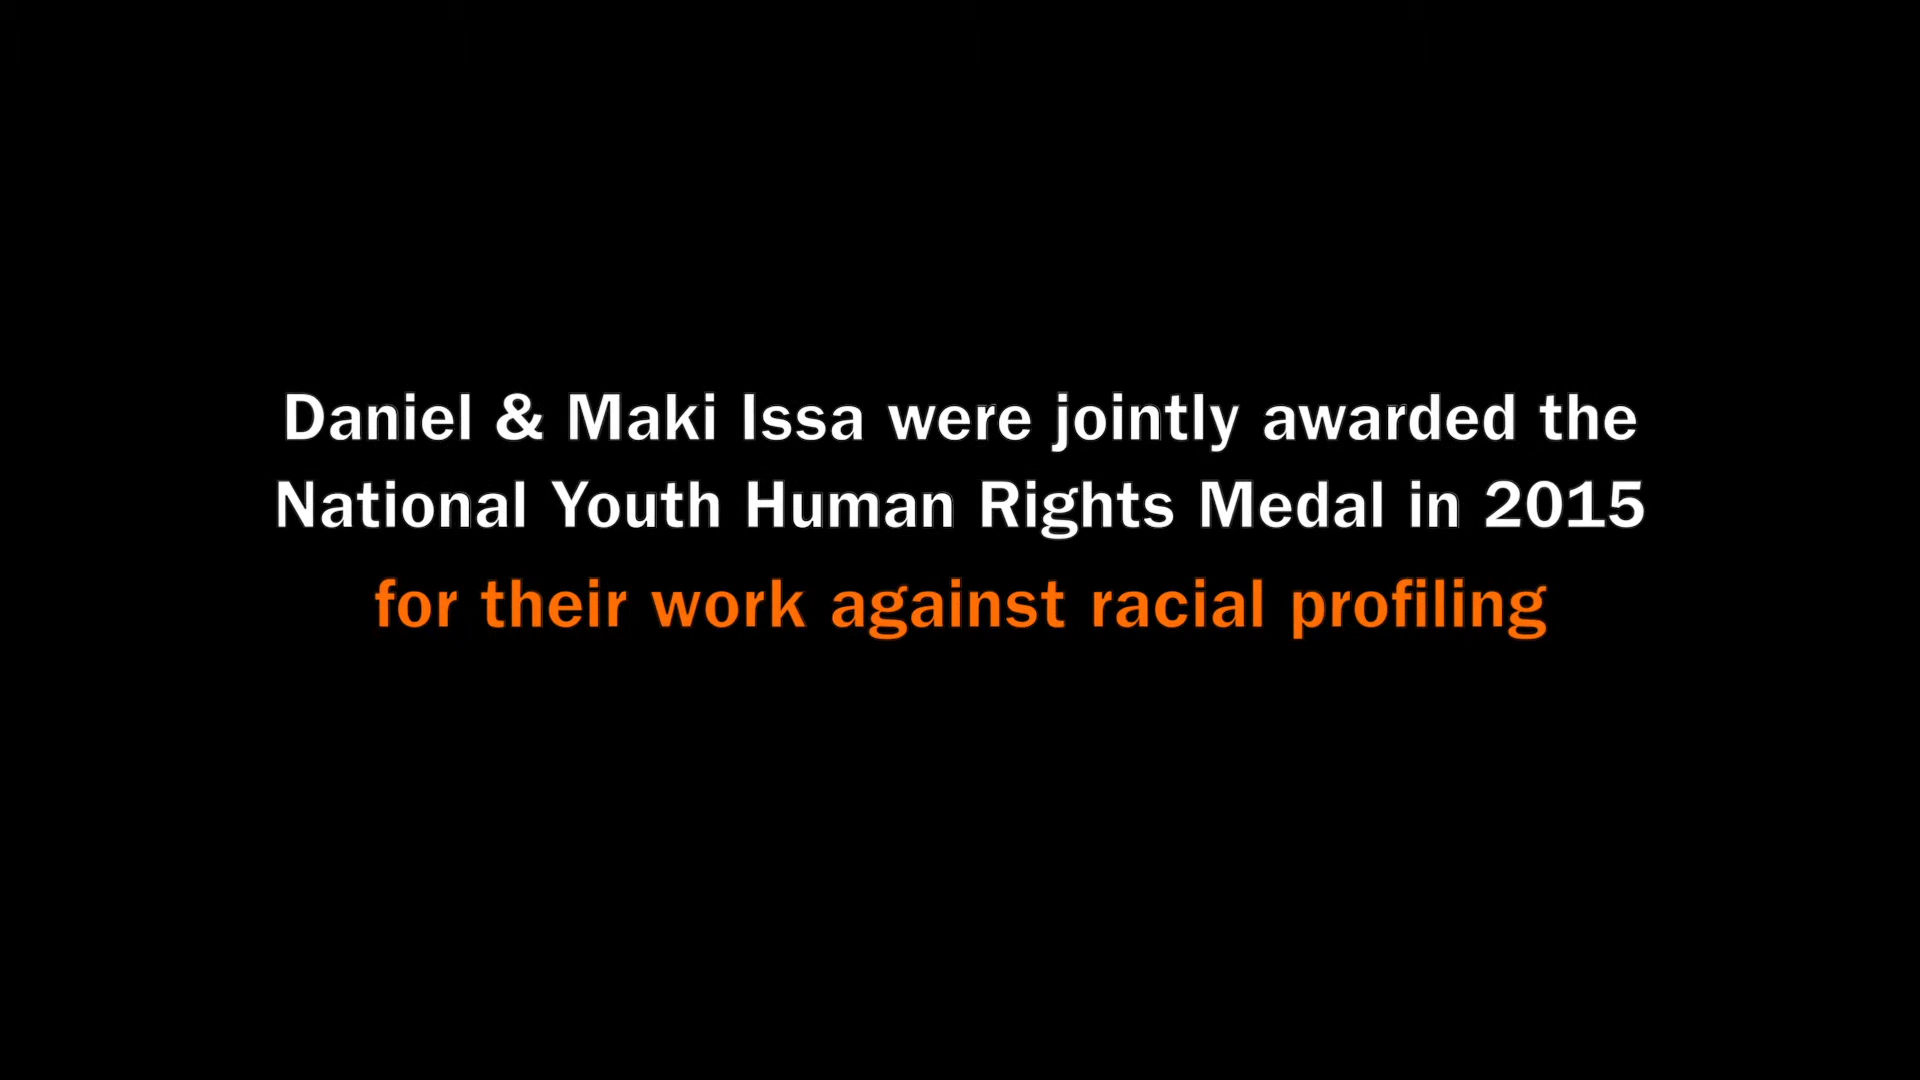 Daniel & Maki Issa were jointly awarded the
National Youth Human Rights Medal in 2015
for their work against racial profiling